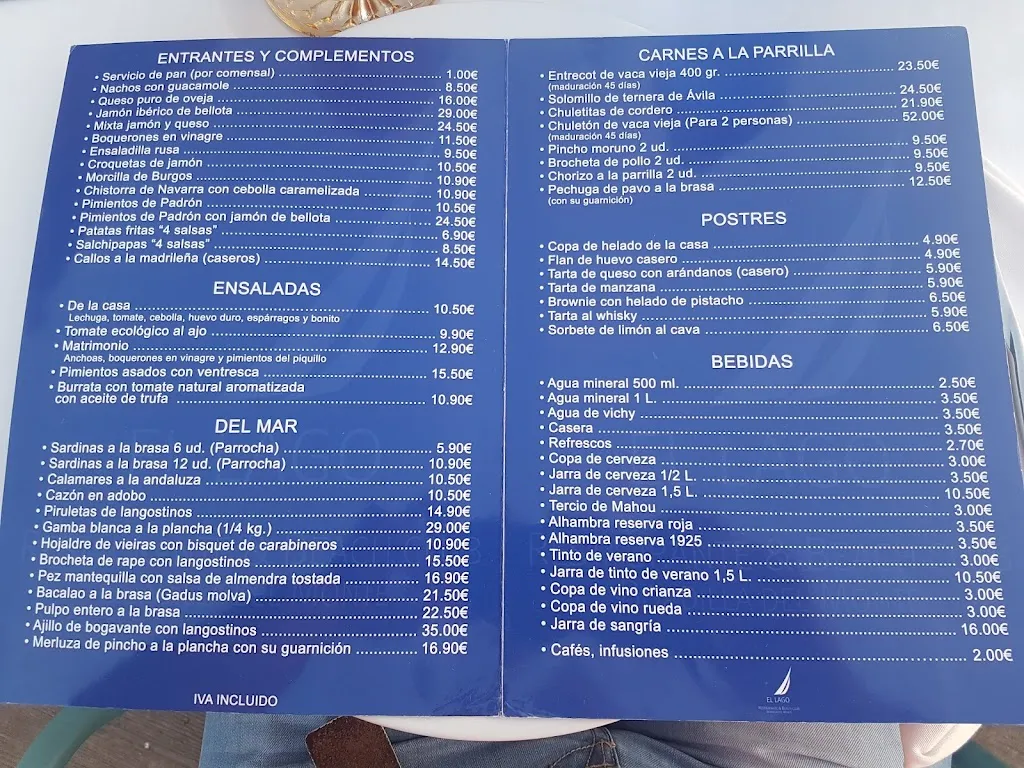 ENTRANTES Y COMPLEMENTOS
• Servicio de pan (por comensal) 1.00€
• Nachos con guacamole 8.50€
• Queso puro de oveja 16.00€
• Jamón ibérico de bellota 29.00€
• Mixta jamón y queso 24.50€
• Boquerones en vinagre 11.50€
• Ensaladilla rusa 9.50€
• Croquetas de jamón 10.50€
• Morcilla de Burgos 10.90€
• Chistorra de Navarra con cebolla caramelizada 10.90€
• Pimientos de Padrón 10.50€
• Pimientos de Padrón con jamón de bellota 24.50€
• Patatas fritas "4 salsas" 6.90€
• Salchipapas "4 salsas" 8.50€
• Callos a la madrileña (caseros) 14.50€
ENSALADAS
• De la casa 10.50€
Lechuga, tomate, cebolla, huevo duro, espárragos y bonito
• Tomate ecológico al ajo 9.90€
• Matrimonio 12.90€
Anchoas, boquerones en vinagre y pimientos del piquillo
• Pimientos asados con ventresca 15.50€
• Burrata con tomate natural aromatizada
con aceite de trufa 10.90€
DEL MAR
• Sardinas a la brasa 6 ud. (Parrocha) 5.90€
• Sardinas a la brasa 12 ud. (Parrocha) 10.90€
• Calamares a la andaluza 10.50€
• Cazón en adobo 10.50€
• Piruletas de langostinos 14.90€
• Gamba blanca a la plancha (1/4 kg.) 29.00€
• Hojaldre de vieiras con bisquet de carabineros 10.90€
• Brocheta de rape con langostinos 15.50€
• Pez mantequilla con salsa de almendra tostada 16.90€
• Bacalao a la brasa (Gadus molva) 21.50€
• Pulpo entero a la brasa 22.50€
• Ajillo de bogavante con langostinos 35.00€
• Merluza de pincho a la plancha con su guarnición 16.90€
IVA INCLUIDO
CARNES A LA PARRILLA
• Entrecot de vaca vieja 400 gr. 23.50€
(maduración 45 días)
• Solomillo de ternera de Ávila 24.50€
• Chuletitas de cordero 21.90€
• Chuletón de vaca vieja (Para 2 personas) 52.00€
(maduración 45 días)
• Pincho moruno 2 ud. 9.50€
• Brocheta de pollo 2 ud. 9.50€
• Chorizo a la parrilla 2 ud. 9.50€
• Pechuga de pavo a la brasa 12.50€
(con su guarnición)
POSTRES
• Copa de helado de la casa 4.90€
• Flan de huevo casero 4.90€
• Tarta de queso con arándanos (casero) 5.90€
• Tarta de manzana 5.90€
• Brownie con helado de pistacho 6.50€
• Tarta al whisky 5.90€
• Sorbete de limón al cava 6.50€
BEBIDAS
• Agua mineral 500 ml. 2.50€
• Agua mineral 1 L. 3.50€
• Agua de vichy 3.50€
• Casera 3.50€
• Refrescos 2.70€
• Copa de cerveza 3.00€
• Jarra de cerveza 1/2 L. 3.50€
• Jarra de cerveza 1,5 L. 10.50€
• Tercio de Mahou 3.00€
• Alhambra reserva roja 3.50€
• Alhambra reserva 1925 3.50€
• Tinto de verano 3.00€
• Jarra de tinto de verano 1,5 L. 10.50€
• Copa de vino crianza 3.00€
• Copa de vino rueda 3.00€
• Jarra de sangría 16.00€
• Cafés, infusiones 2.00€
EL LAGO